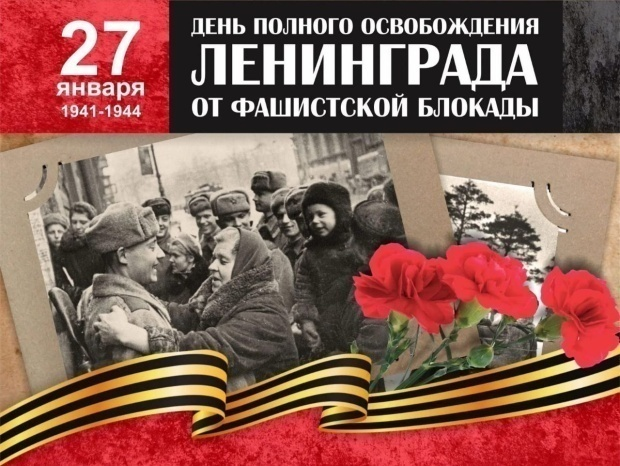 27
января
1941-1944
ДЕНЬ ПОЛНОГО ОСВОБОЖДЕНИЯ
ЛЕНИНГРАДА
ОТ ФАШИСТСКОЙ БЛОКАДЫ